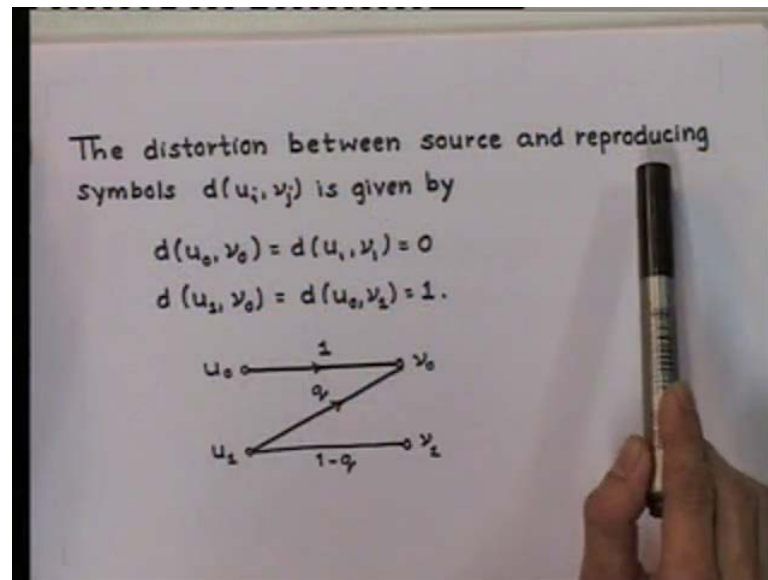 The distortion between source and reproducing
symbols d(uᵢ, vⱼ) is given by
d(u₀, v₀) = d(u₁, v₁) = 0
d(u₁, v₀) = d(u₀, v₁) = 1.
u₀ 1 v₀
q
u₁ 1-q v₁